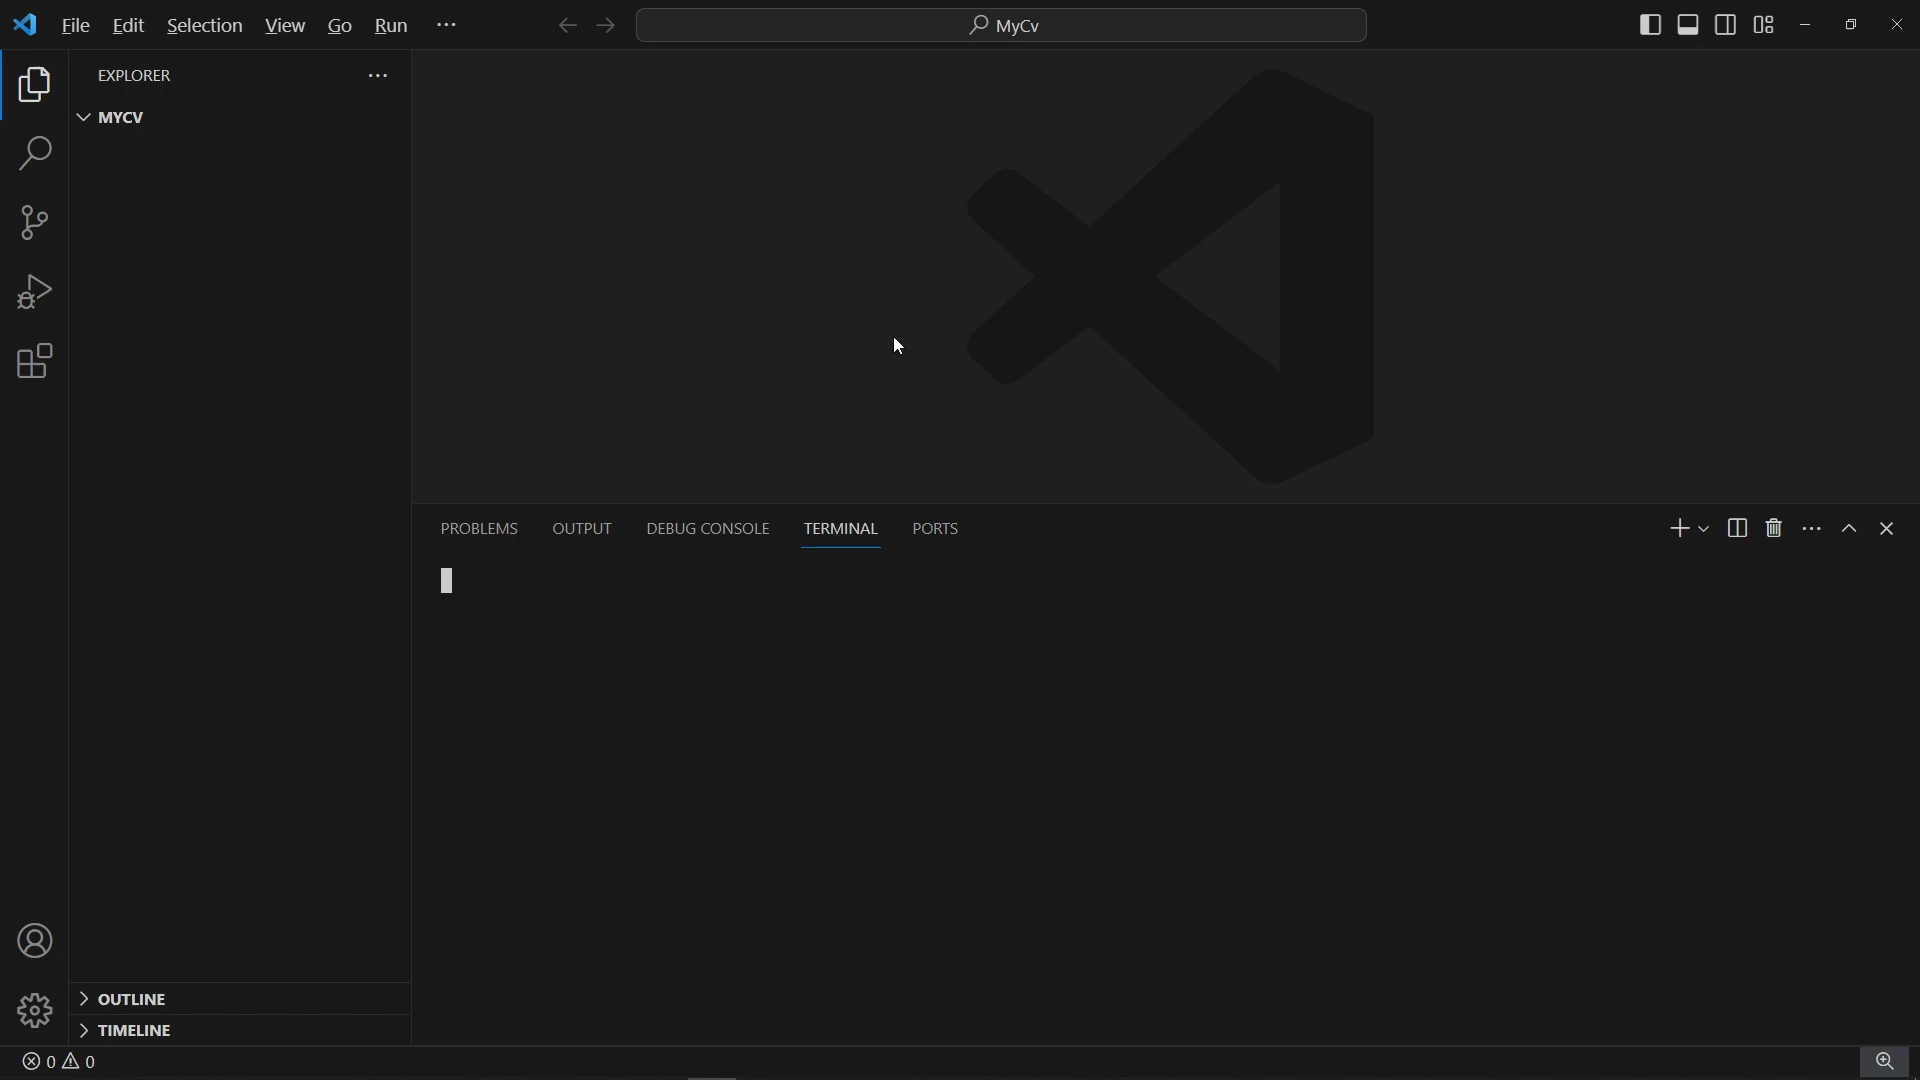 File Edit Selection View Go Run ···
MyCv
EXPLORER ···
MYCV
PROBLEMS OUTPUT DEBUG CONSOLE TERMINAL PORTS
OUTLINE
TIMELINE
0 0